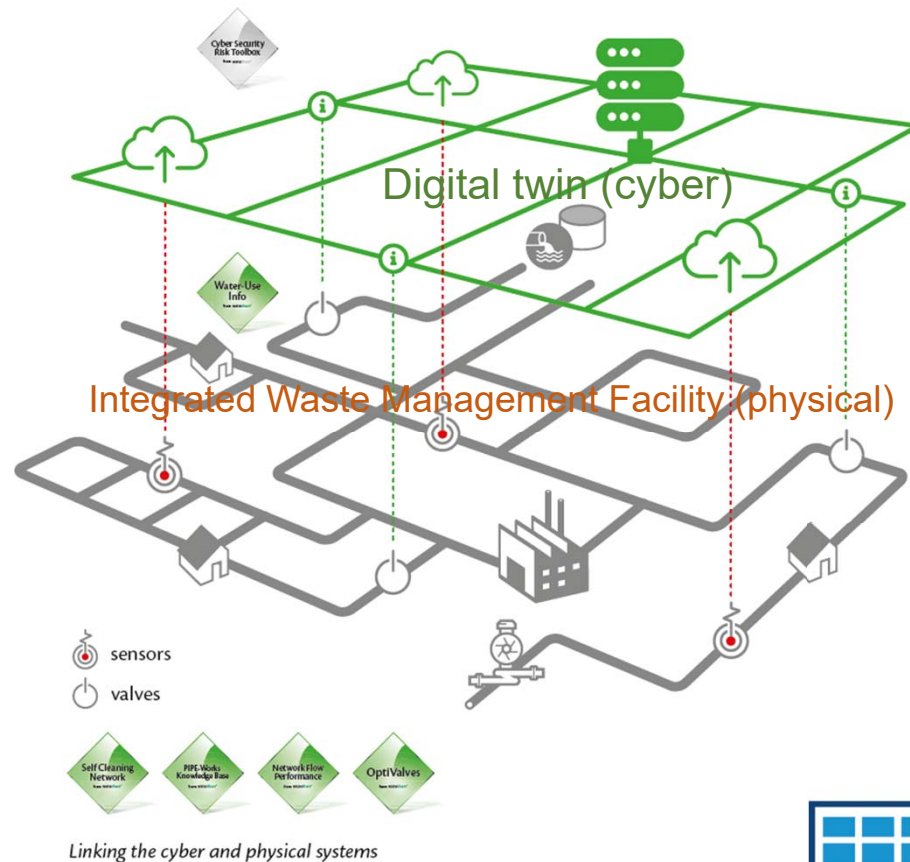 Cyber Security
Risk Toolbox
Digital twin (cyber)
Water-Use
Info
Integrated Waste Management Facility (physical)
sensors
valves
Self Cleaning
Network
PIPE-Works
Knowledge Base
Network Flow
Performance
OptiValves
Linking the cyber and physical systems